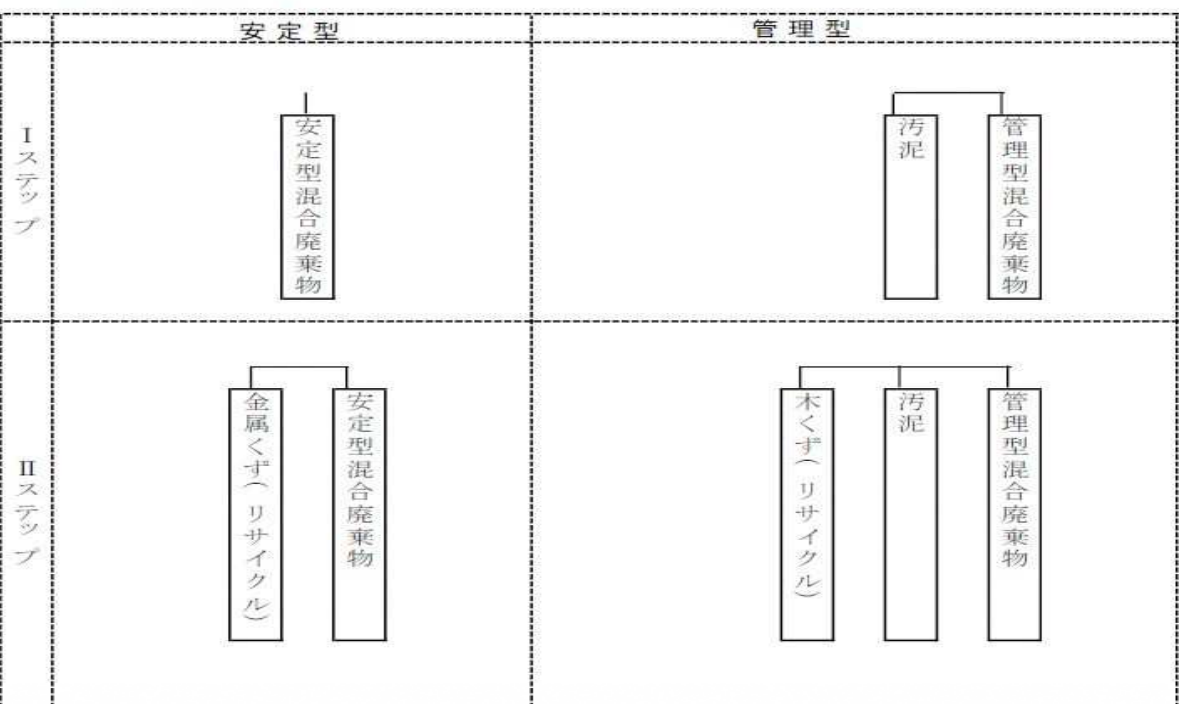 安定型
管理型
Ⅰステップ
安定型混合廃棄物
汚泥
管理型混合廃棄物
Ⅱステップ
金属くず(リサイクル)
安定型混合廃棄物
木くず(リサイクル)
汚泥
管理型混合廃棄物